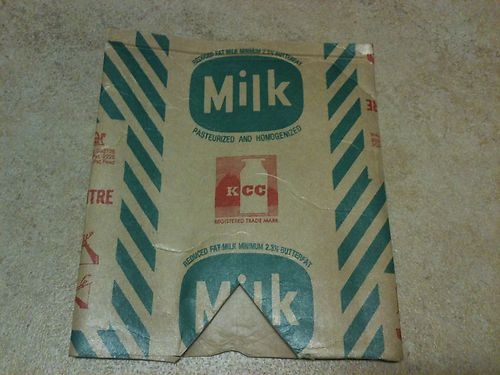 REDUCED FAT MILK MINIMUM 2.3% BUTTERFAT
Milk
PASTEURIZED AND HOMOGENIZED
TRE
KCC
REGISTERED TRADE MARK
REDUCED FAT MILK MINIMUM 2.3% BUTTERFAT
Milk